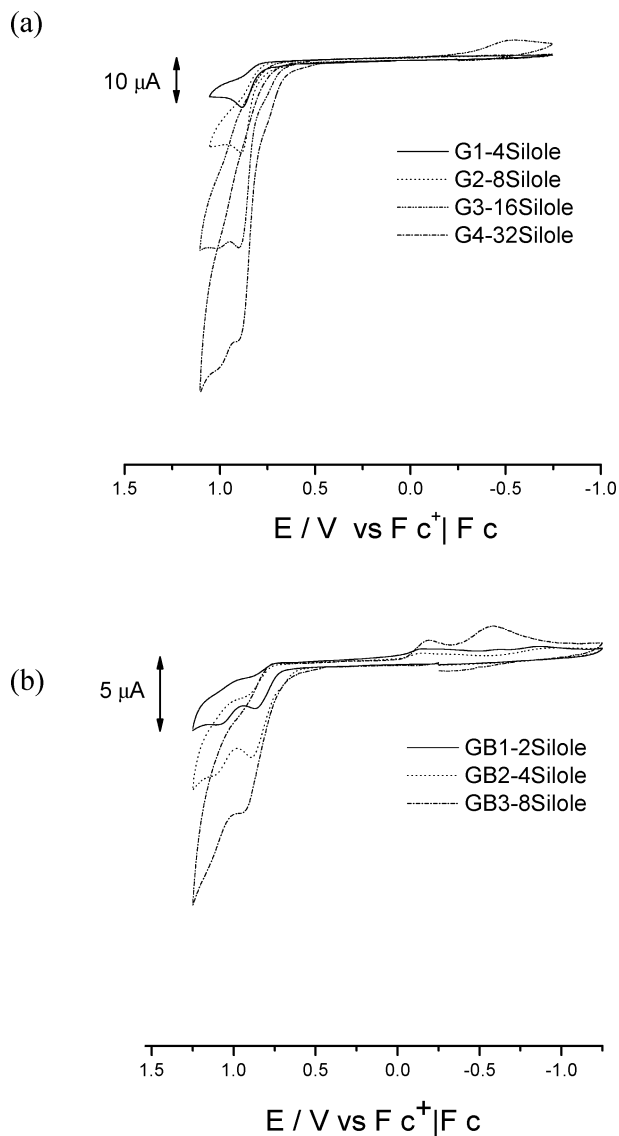 (a)
10 μA
G1-4Silole
G2-8Silole
G3-16Silole
G4-32Silole
1.5 1.0 0.5 0.0 -0.5 -1.0
E / V vs F c+| F c
(b)
5 μA
GB1-2Silole
GB2-4Silole
GB3-8Silole
1.5 1.0 0.5 0.0 -0.5 -1.0
E / V vs F c+|F c